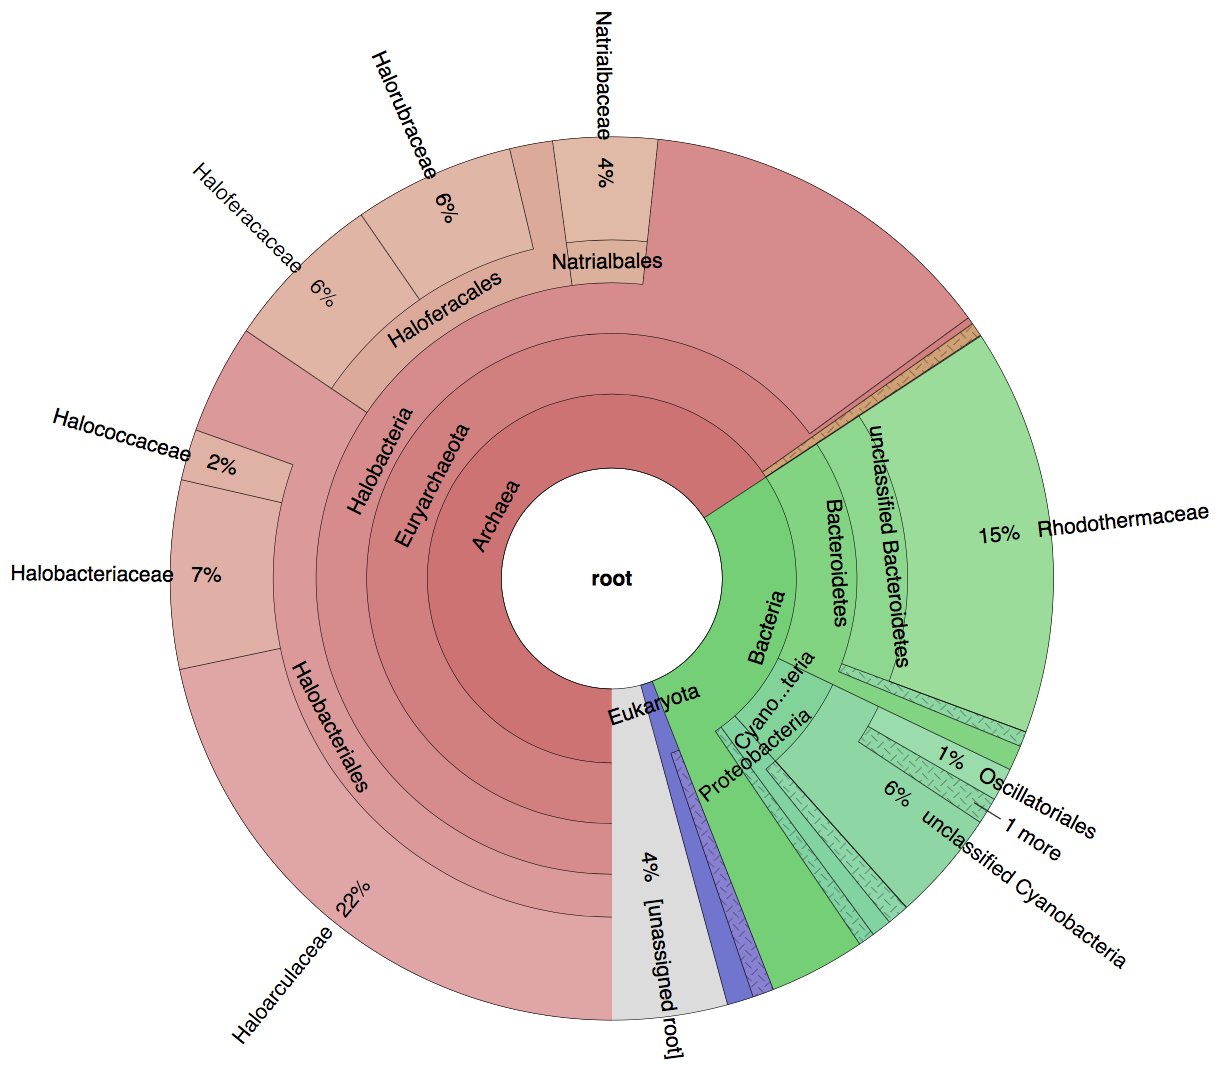 Natrialbaceae
4%
Halorubraceae
6%
Haloferacaceae
6%
Natrialbales
Haloferacales
Halococcaceae
2%
Halobacteria
Euryarchaeota
Archaea
root
Halobacteriaceae
7%
Halobacteriales
22%
Haloarculaceae
15%
Rhodothermaceae
unclassified Bacteroidetes
Bacteroidetes
Bacteria
Cyano...teria
Proteobacteria
Eukaryota
1%
Oscillatoriales
1 more
6%
unclassified Cyanobacteria
4%
[unassigned root]